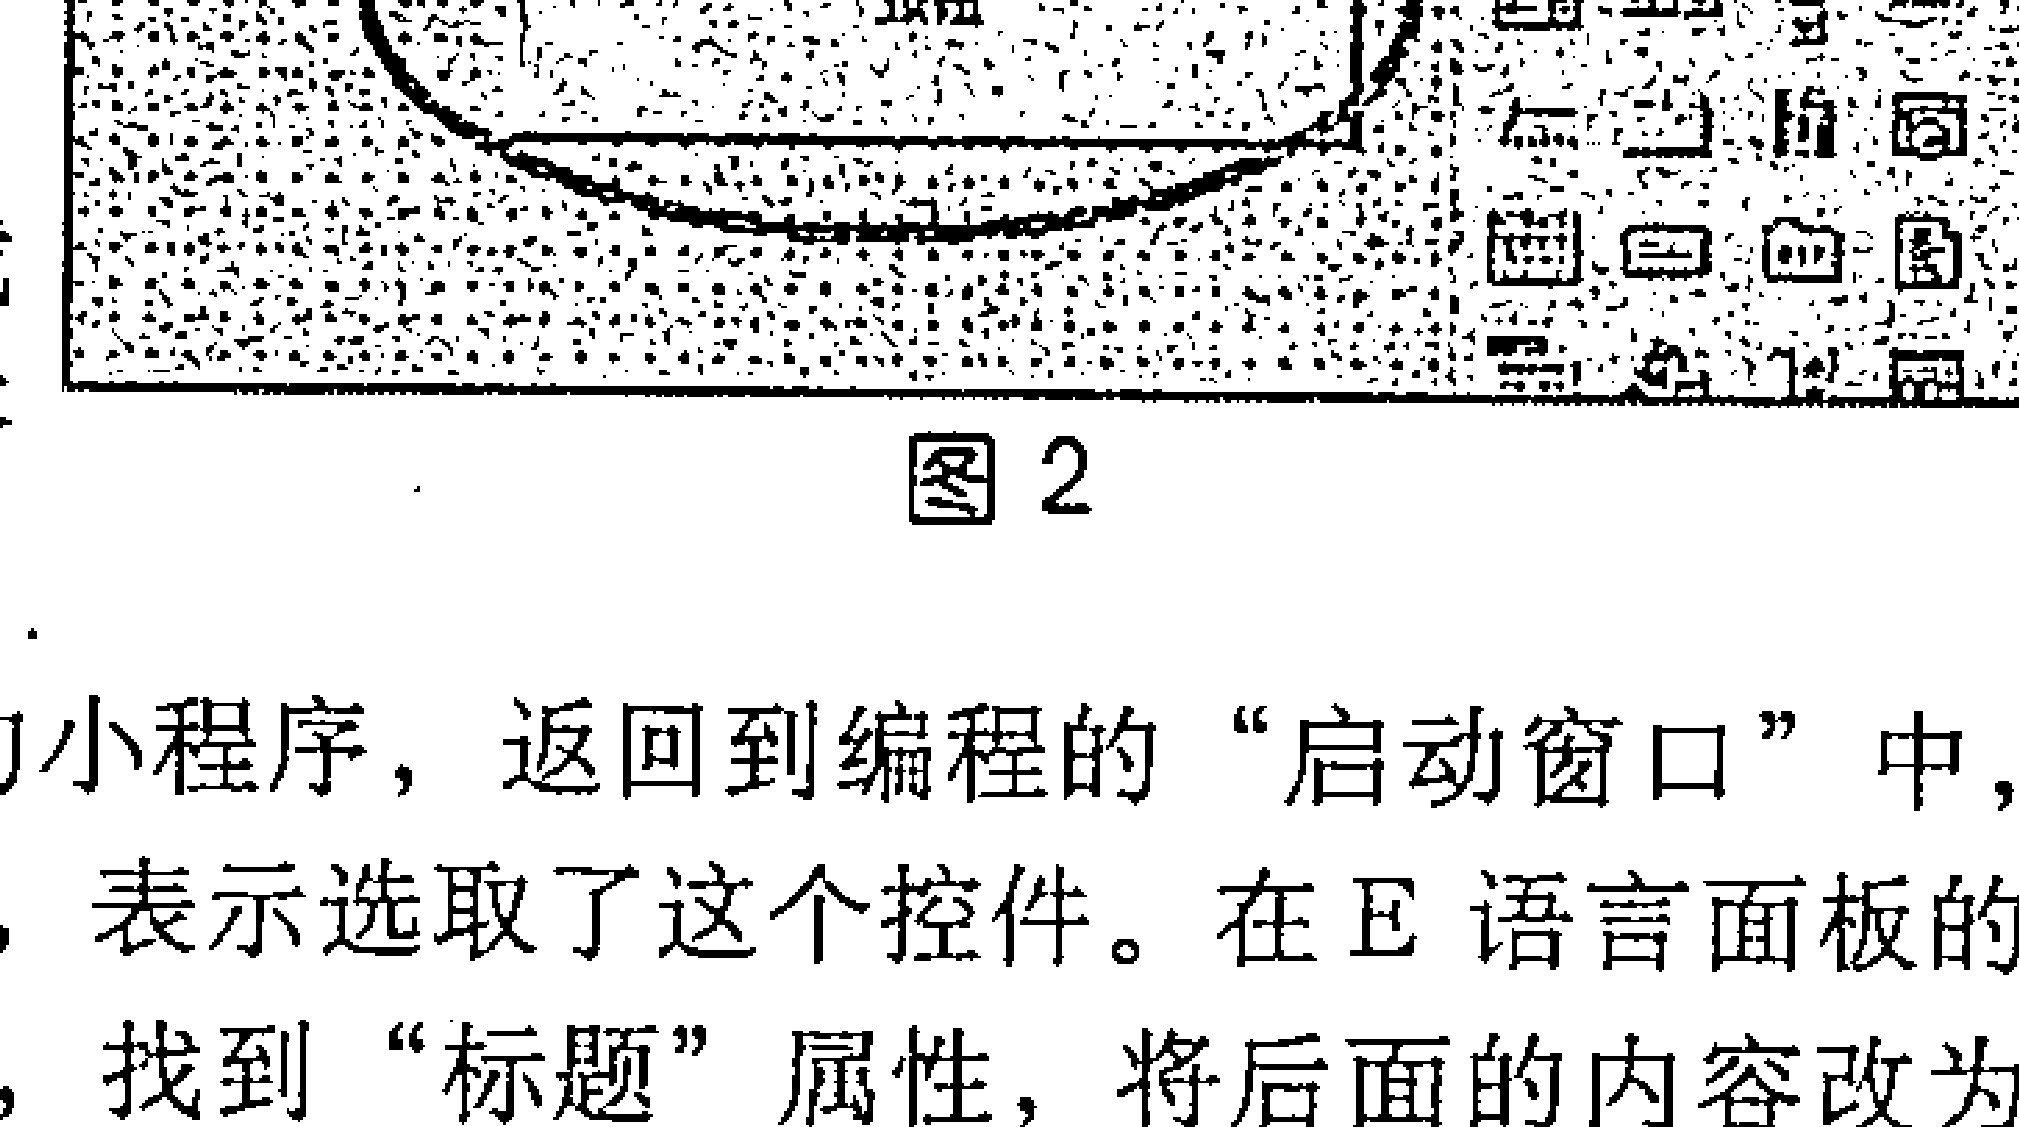 图 2
小程序，返回到编程的“启动窗口”中，
，表示选取了这个控件。在 E 语言面板的
，找到“标题”属性，将后面的内容改为